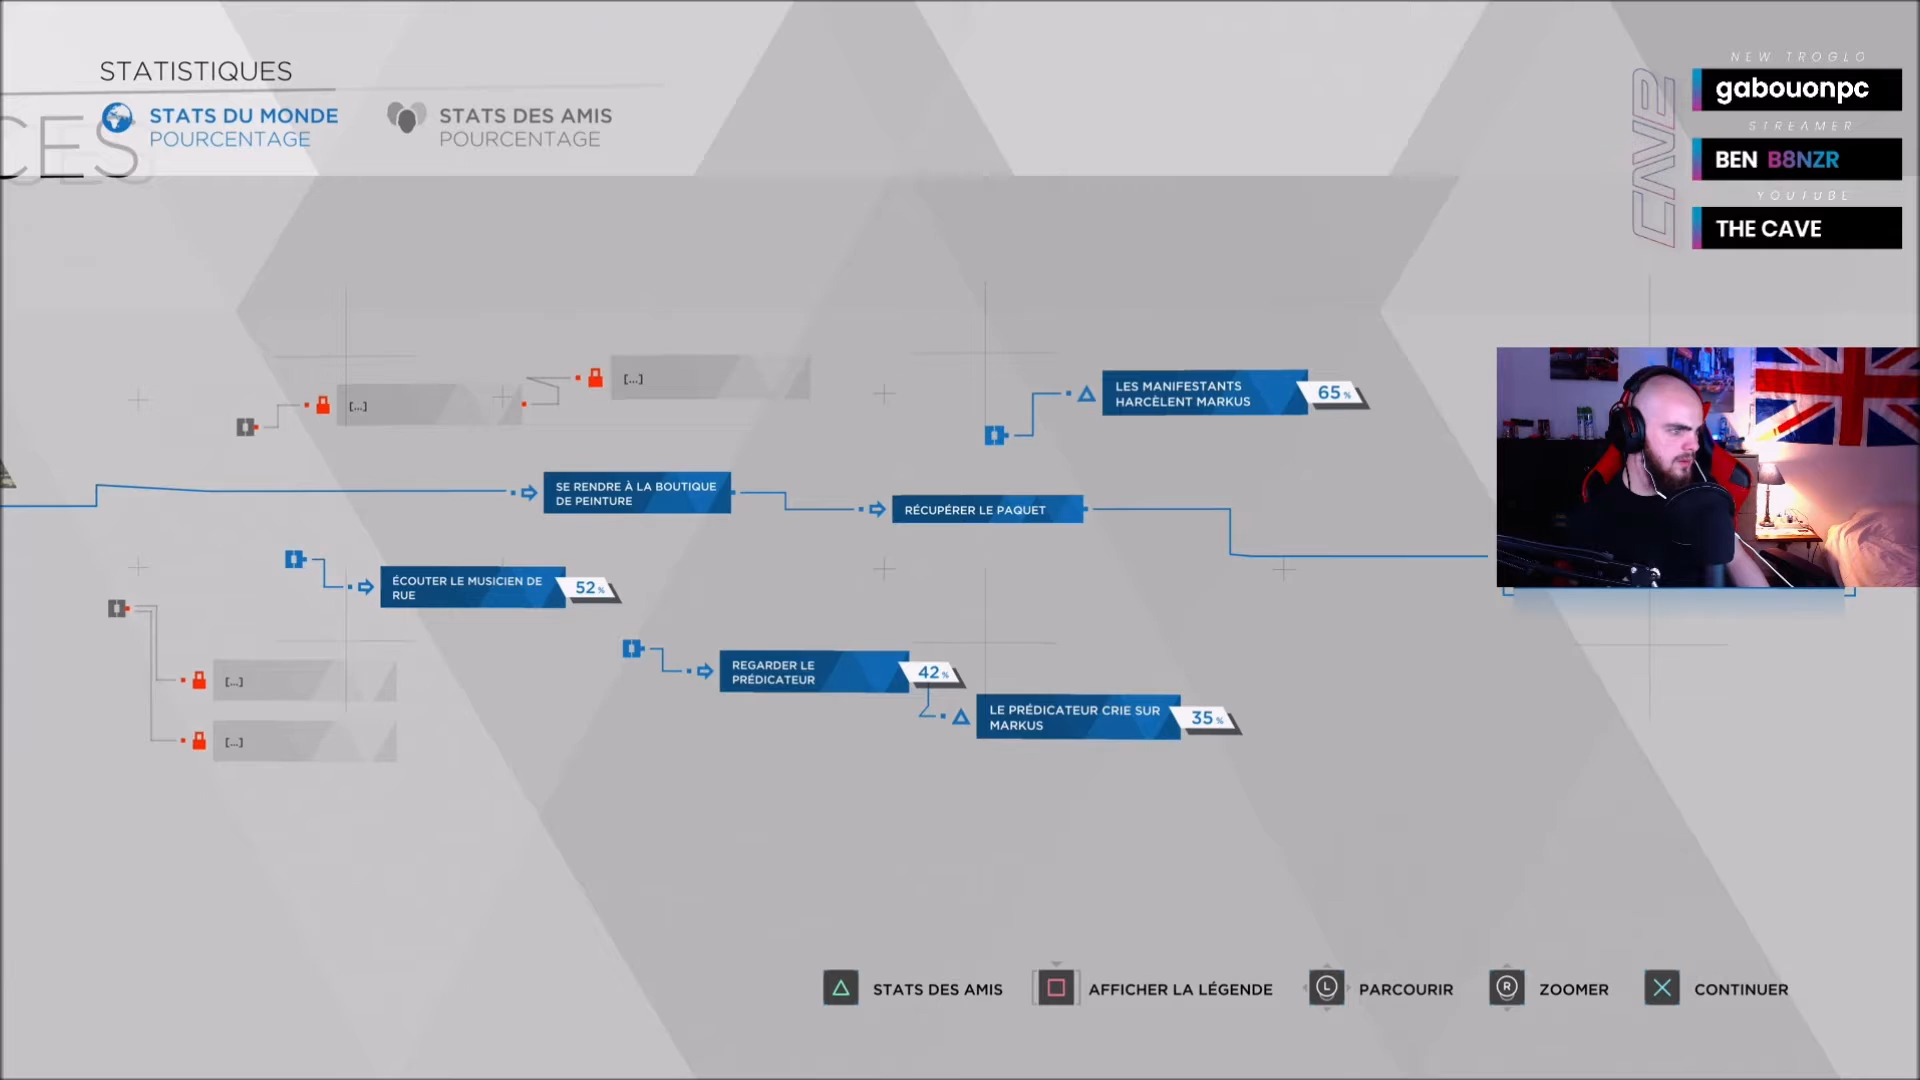 STATISTIQUES
STATS DU MONDE
POURCENTAGE
STATS DES AMIS
POURCENTAGE
CES
NEW TROGLO
gabouonpc
STREAMER
BEN B8NZR
YOUTUBE
THE CAVE
[...]
[...]
LES MANIFESTANTS
HARCÈLENT MARKUS
65%
SE RENDRE À LA BOUTIQUE
DE PEINTURE
RÉCUPÉRER LE PAQUET
ÉCOUTER LE MUSICIEN DE
RUE
52%
REGARDER LE
PRÉDICATEUR
42%
[...]
LE PRÉDICATEUR CRIE SUR
MARKUS
35%
[...]
STATS DES AMIS
AFFICHER LA LÉGENDE
L
PARCOURIR
R
ZOOMER
CONTINUER